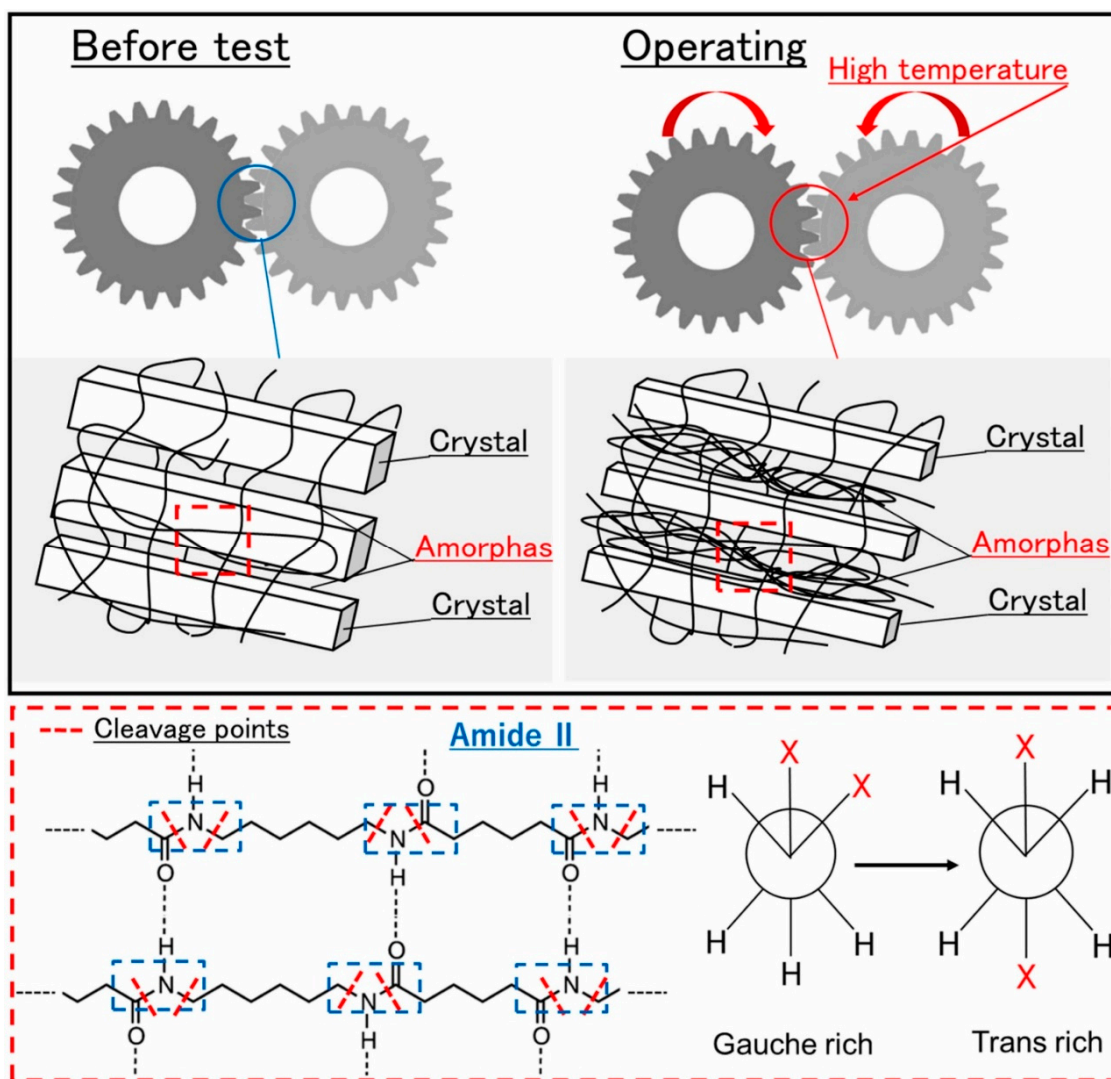 Before test
Operating
High temperature
Crystal
Amorphas
Crystal
Crystal
Amorphas
Crystal
Cleavage points
Amide II
H
O
H
N
N
N
O
H
O
H
O
H
N
N
N
O
H
O
X
H
X
H
H
H
Gauche rich
X
H
H
H
H
X
Trans rich